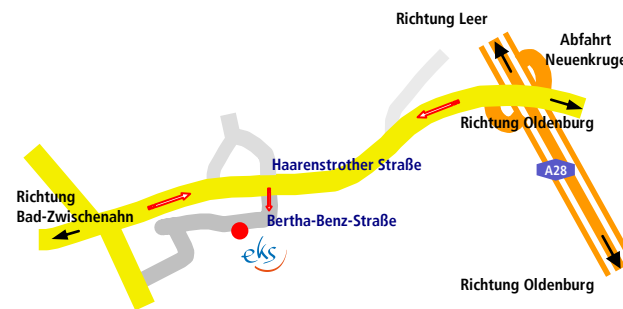 Richtung Leer
Abfahrt
Neuenkruge
Richtung Oldenburg
Haarenstrother Straße
A28
Richtung
Bad-Zwischenahn
Bertha-Benz-Straße
eks
Richtung Oldenburg